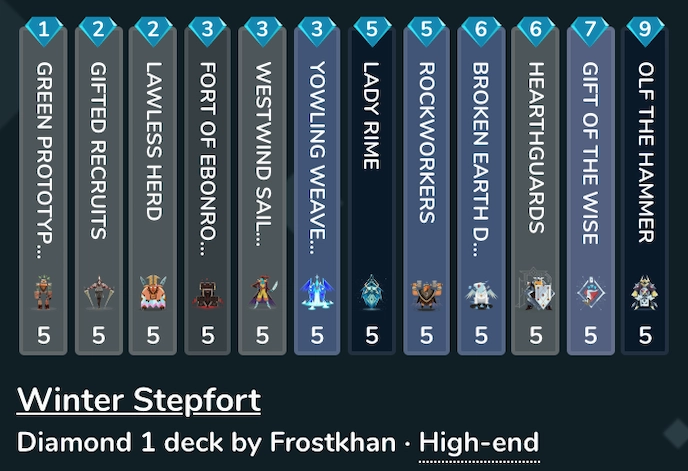 1 2 2 3 3 3 5 5 6 6 7 9
GREEN PROTOTYP...
GIFTED RECRUITS
LAWLESS HERD
FORT OF EBONRO...
WESTWIND SAIL...
YOWLING WEAVE...
LADY RIME
ROCKWORKERS
BROKEN EARTH D...
HEARTHGUARDS
GIFT OF THE WISE
OLF THE HAMMER
5 5 5 5 5 5 5 5 5 5 5 5
Winter Stepfort
Diamond 1 deck by Frostkhan · High-end